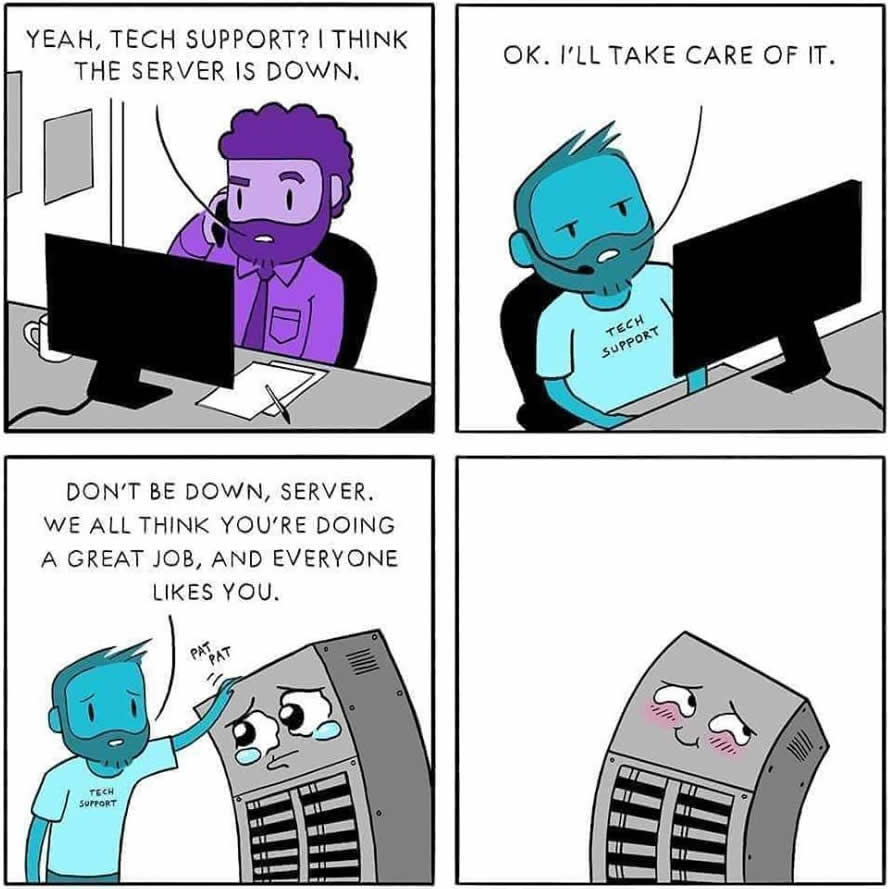 YEAH, TECH SUPPORT? I THINK
THE SERVER IS DOWN.
OK. I'LL TAKE CARE OF IT.
TECH
SUPPORT
DON'T BE DOWN, SERVER.
WE ALL THINK YOU'RE DOING
A GREAT JOB, AND EVERYONE
LIKES YOU.
PAT
PAT
TECH
SUPPORT